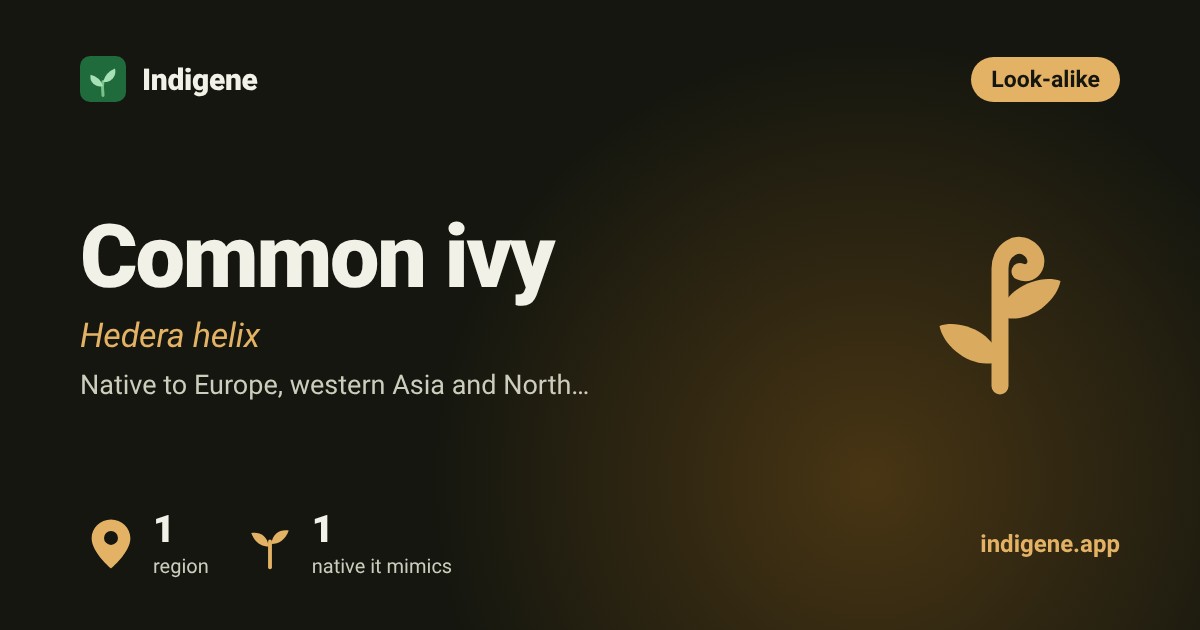 Indigene
Look-alike
Common ivy
Hedera helix
Native to Europe, western Asia and North…
1
region
1
native it mimics
indigene.app